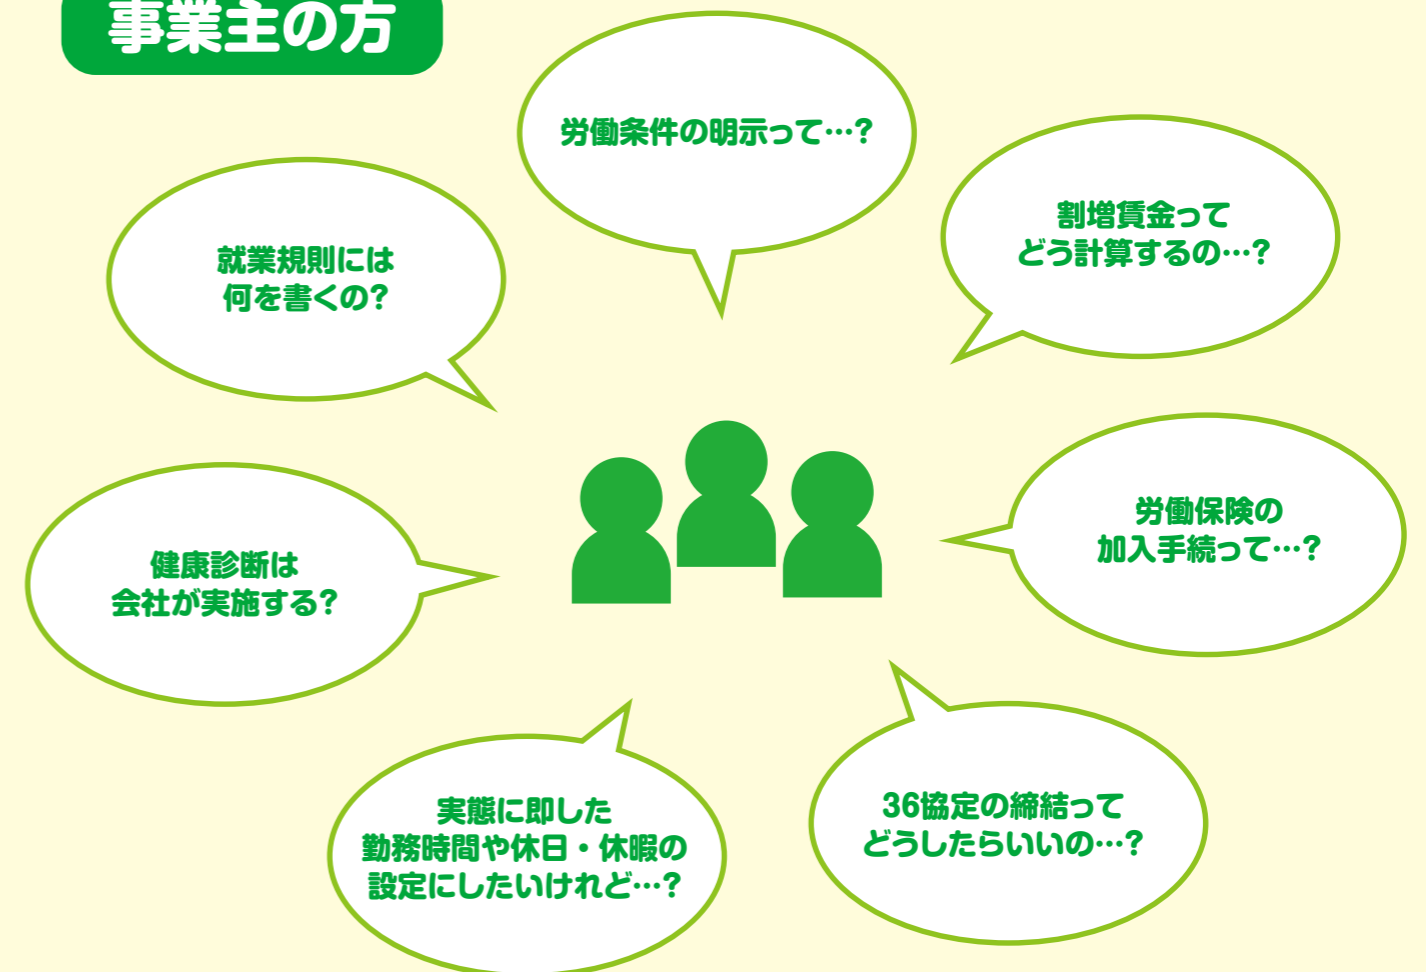 事業主の方
労働条件の明示って…?
割増賃金って
どう計算するの…?
就業規則には
何を書くの?
労働保険の
加入手続って…?
健康診断は
会社が実施する?
36協定の締結って
どうしたらいいの…?
実態に即した
勤務時間や休日・休暇の
設定にしたいけれど…?